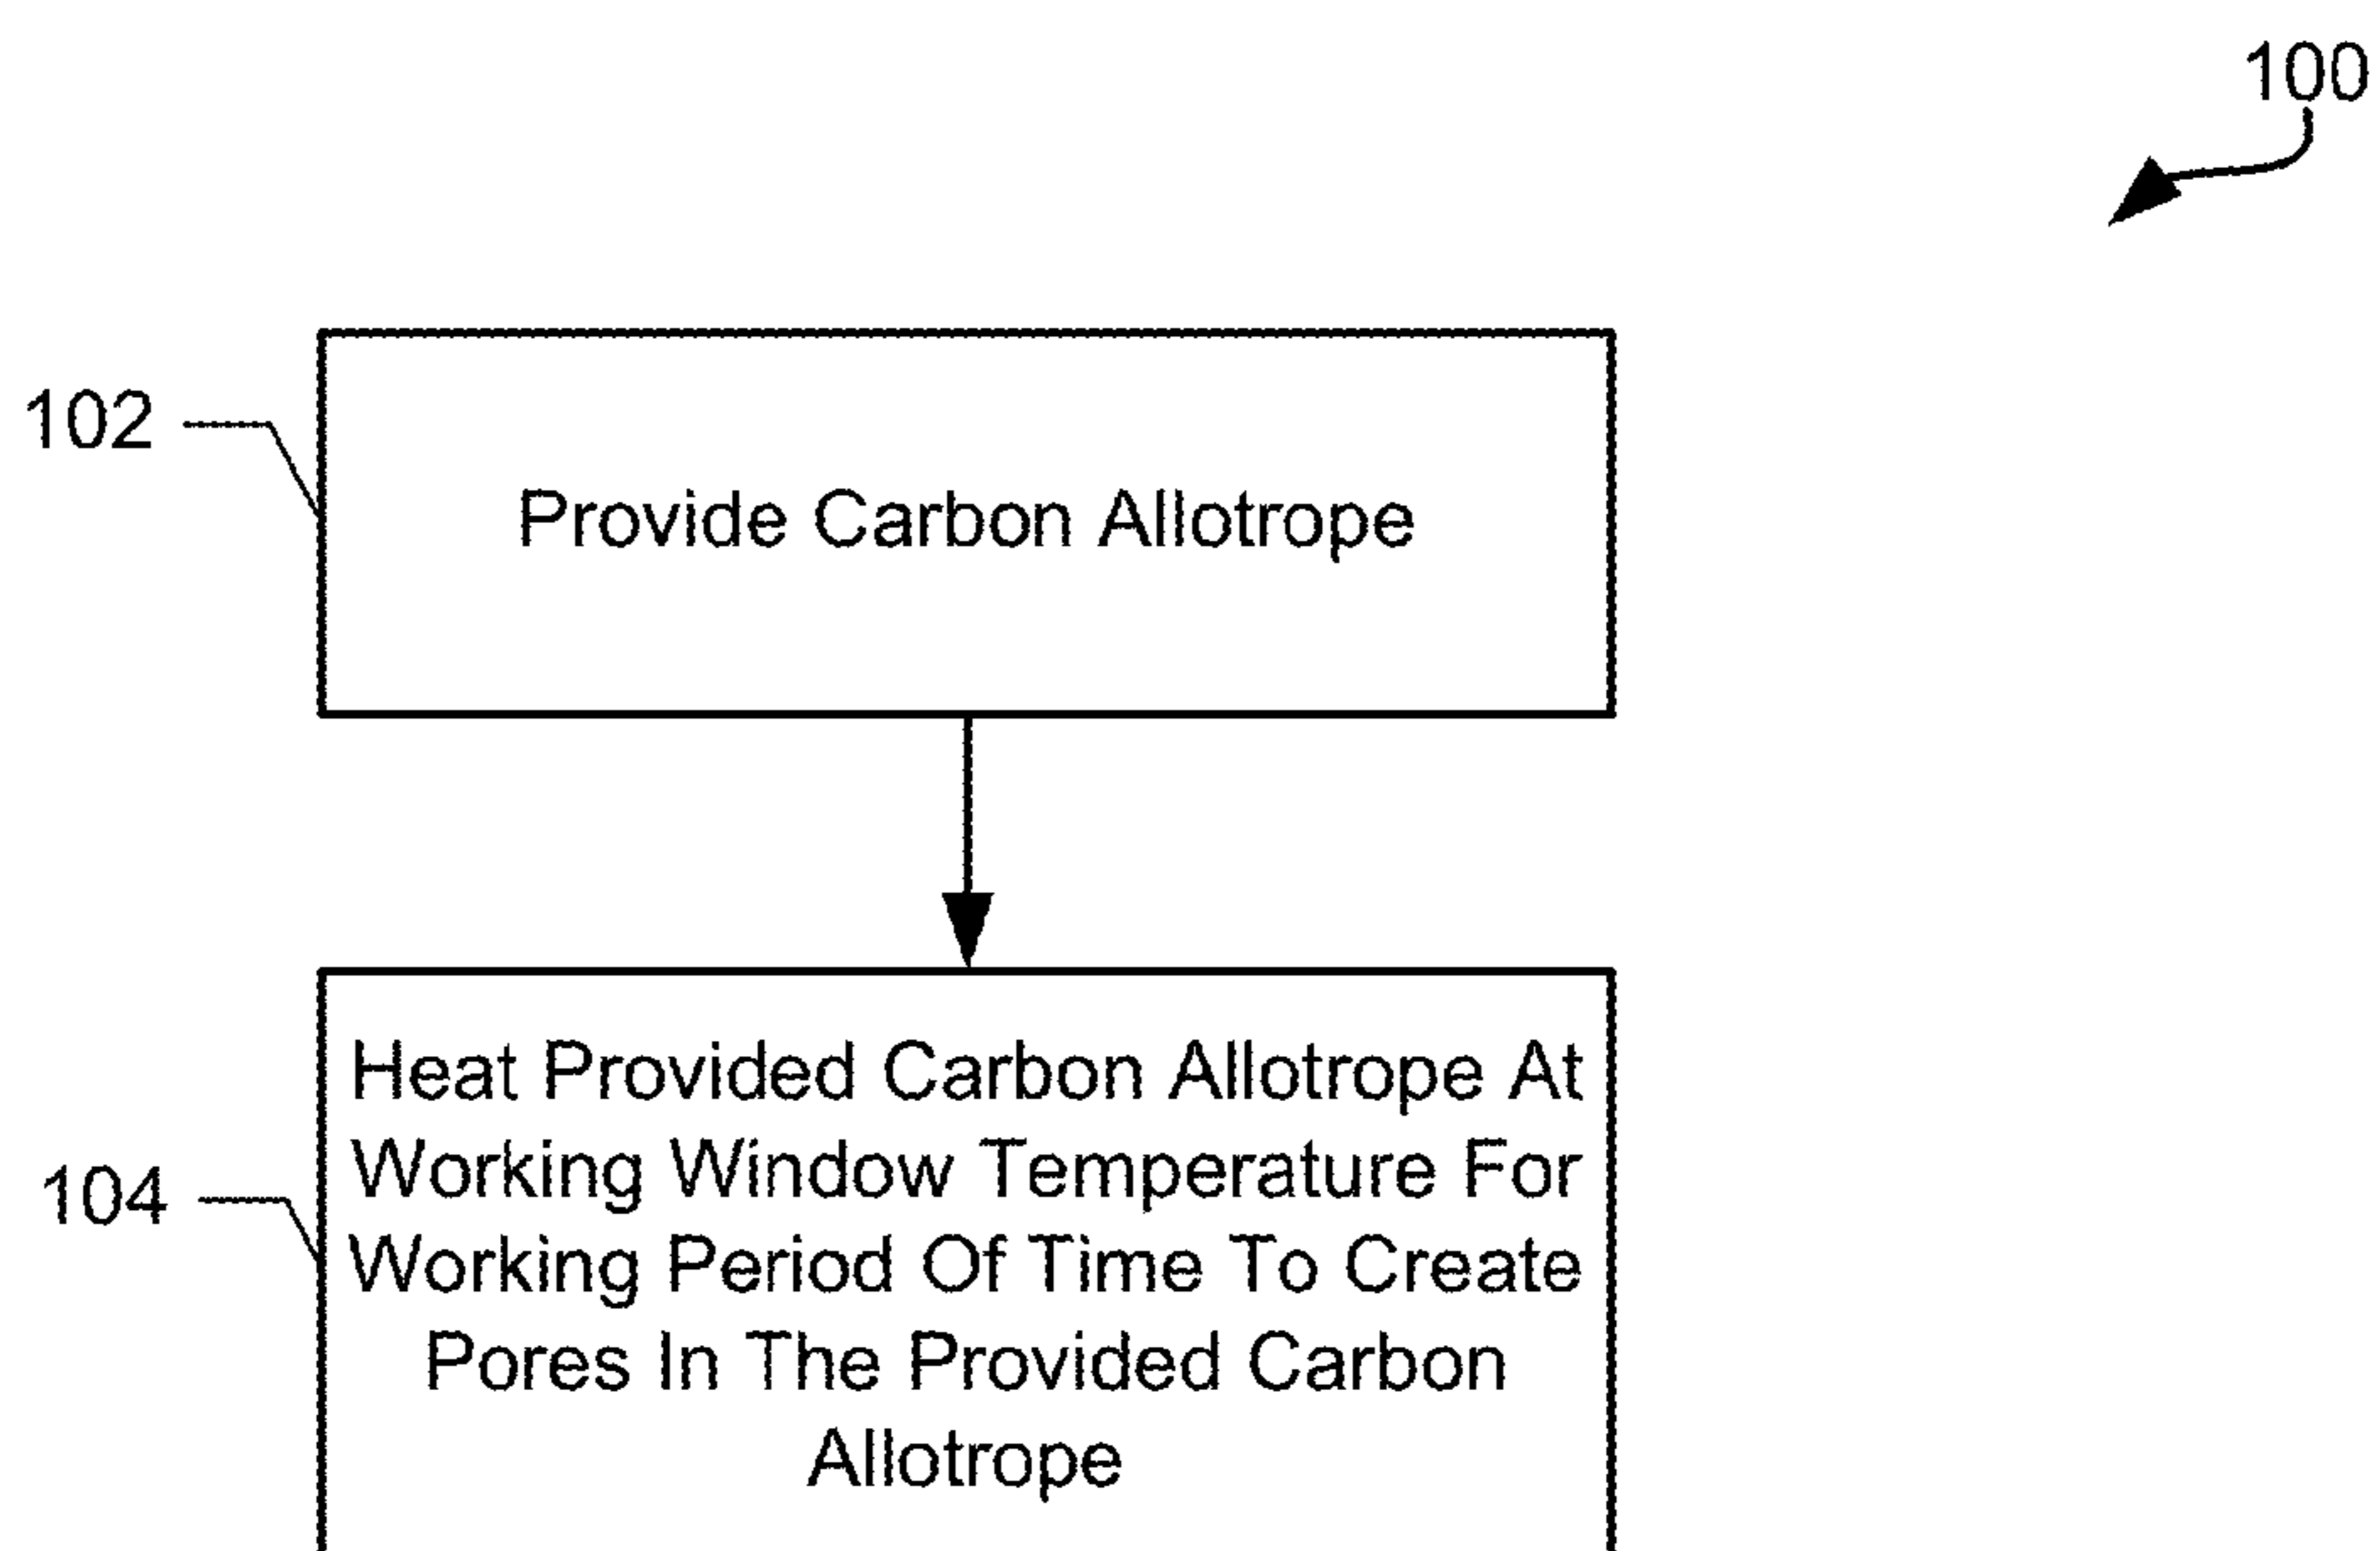 100
102
Provide Carbon Allotrope
104
Heat Provided Carbon Allotrope At
Working Window Temperature For
Working Period Of Time To Create
Pores In The Provided Carbon
Allotrope